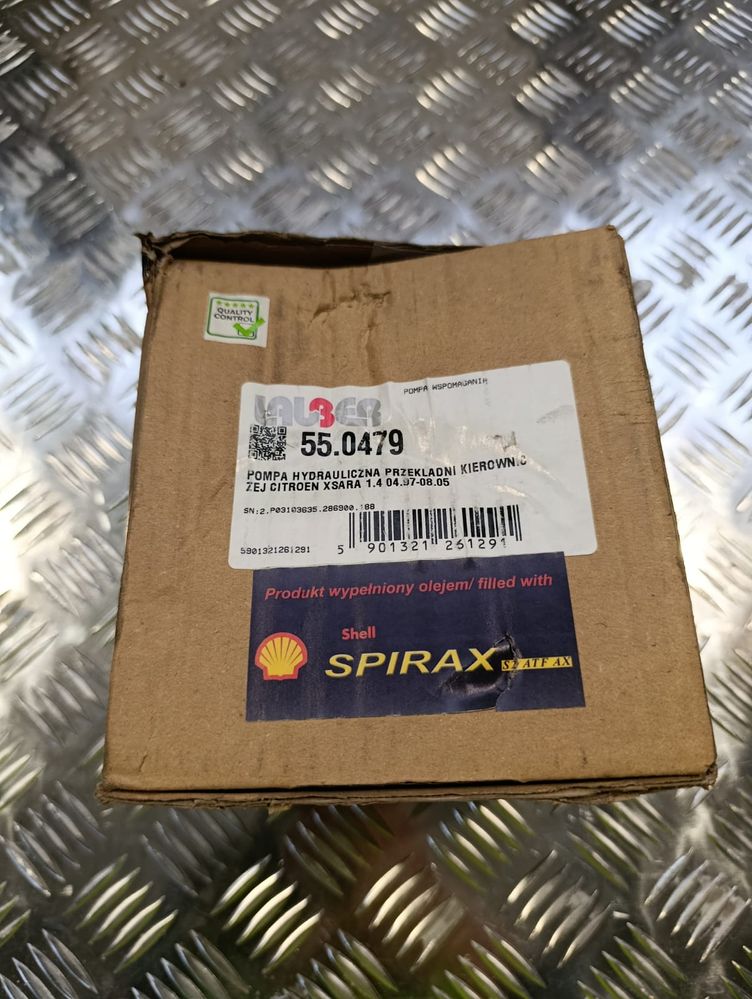 QUALITY
CONTROL
POMPA WSPOMAGANIA
LAUBER
55.0479
POMPA HYDRAULICZNA PRZEKLADNI KIEROWNIC
ZEJ CITROEN XSARA 1.4 04.97-08.05
SN:2.P03103635.286900.188
5901321261291
5 901321 261291
Produkt wypełniony olejem/ filled with
Shell
SPIRAX S2 ATF AX